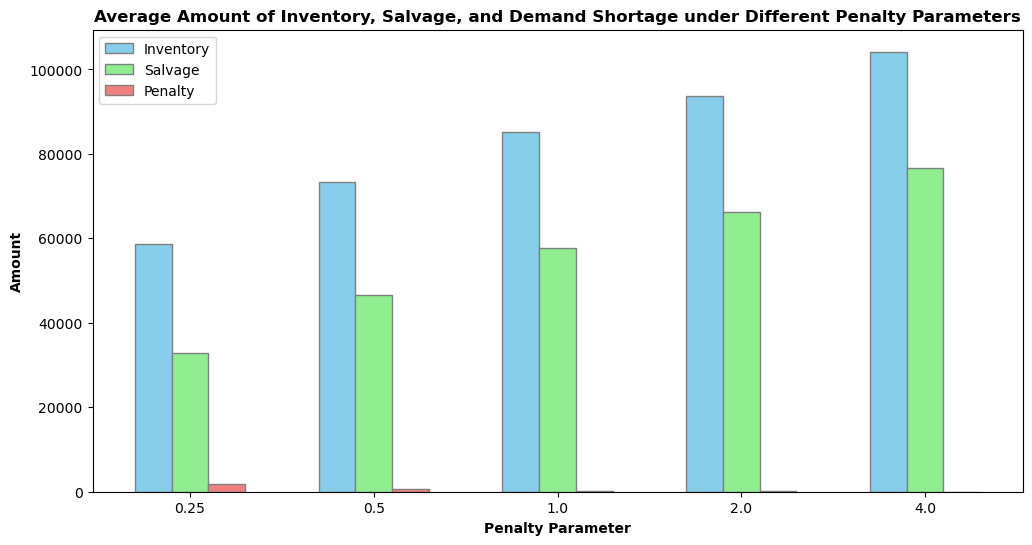 Average Amount of Inventory, Salvage, and Demand Shortage under Different Penalty Parameters
Inventory
Salvage
Penalty
Amount
100000
80000
60000
40000
20000
0
0.25 0.5 1.0 2.0 4.0
Penalty Parameter